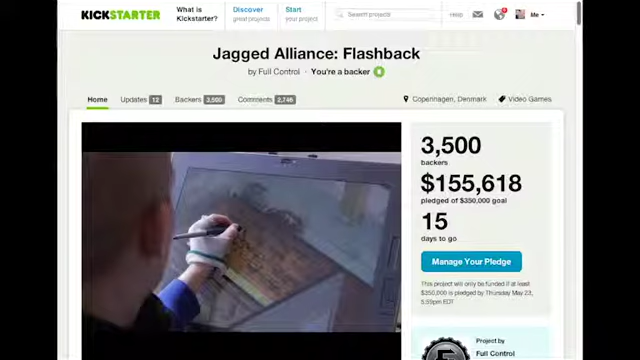 KICKSTARTER
What is Kickstarter?
Discover great projects
Start your project
Search projects
Help
Me
Jagged Alliance: Flashback
by Full Control · You're a backer
Home Updates 12 Backers 3,500 Comments 2,746
Copenhagen, Denmark Video Games
3,500
backers
$155,618
pledged of $350,000 goal
15
days to go
Manage Your Pledge
This project will only be funded if at least
$350,000 is pledged by Thursday May 23,
5:59pm EDT
Project by
Full Control